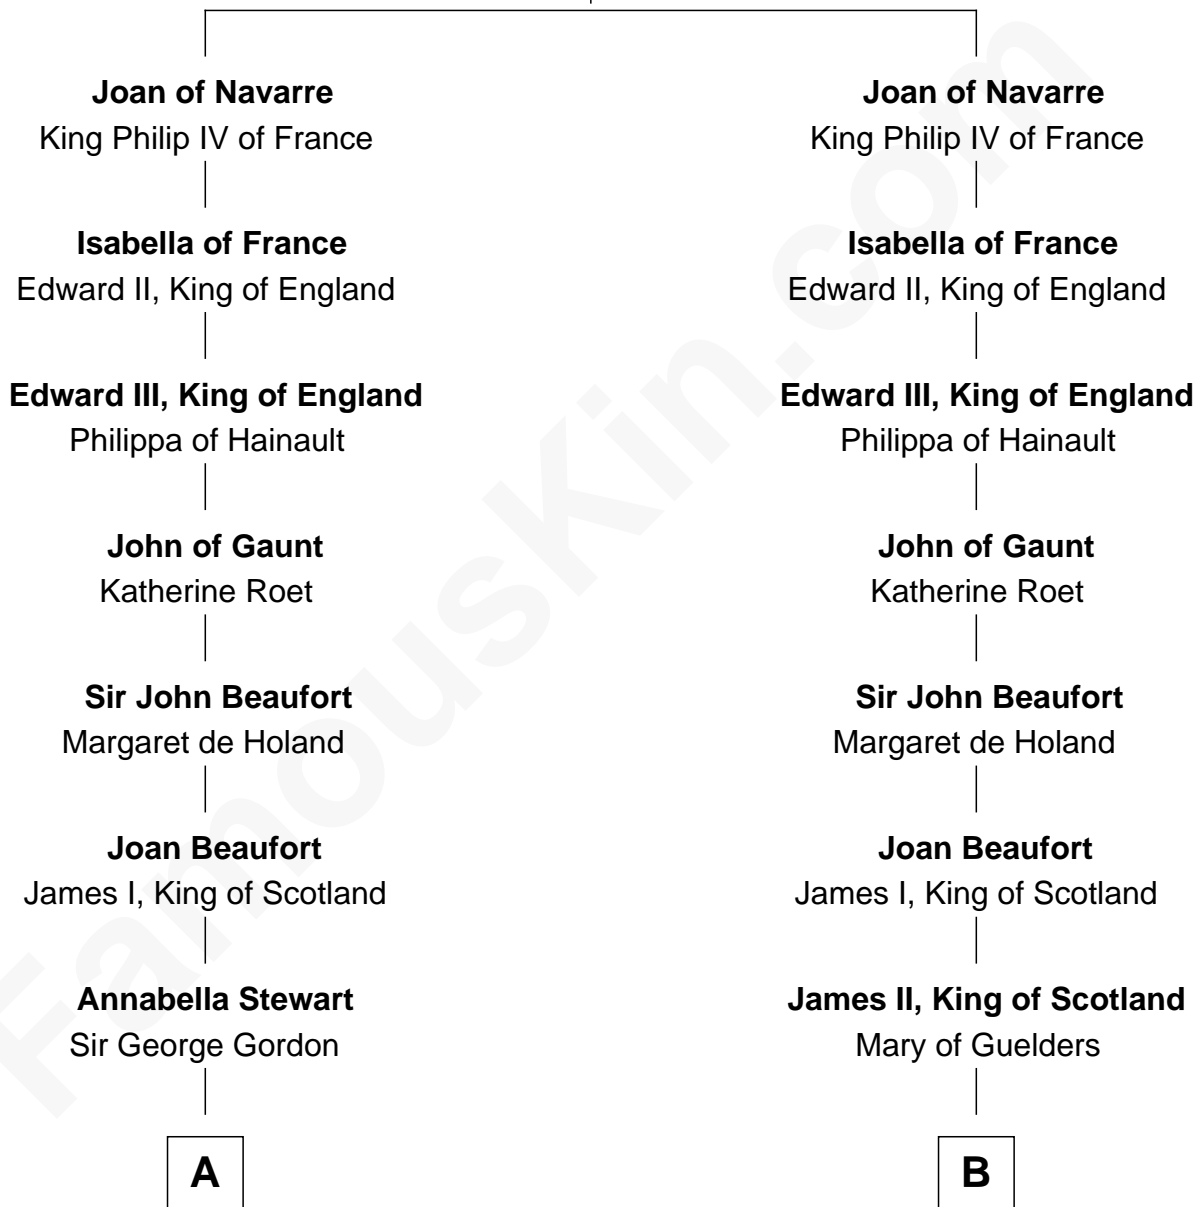 Joan of Navarre
King Philip IV of France
Isabella of France
Edward II, King of England
Edward III, King of England
Philippa of Hainault
John of Gaunt
Katherine Roet
Sir John Beaufort
Margaret de Holand
Joan Beaufort
James I, King of Scotland
Annabella Stewart
Sir George Gordon
A
Joan of Navarre
King Philip IV of France
Isabella of France
Edward II, King of England
Edward III, King of England
Philippa of Hainault
John of Gaunt
Katherine Roet
Sir John Beaufort
Margaret de Holand
Joan Beaufort
James I, King of Scotland
James II, King of Scotland
Mary of Guelders
B
FamousKin.com